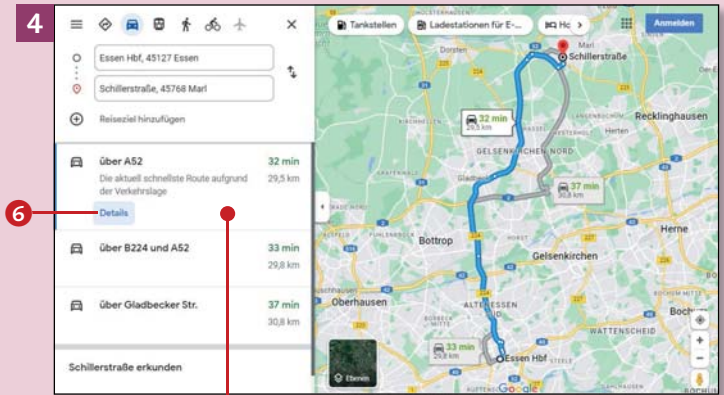 4
Essen Hbf, 45127 Essen
Schillerstraße, 45768 Marl
Reiseziel hinzufügen
über A52
32 min
Die aktuell schnellste Route aufgrund
29,5 km
der Verkehrslage
6
Details
über B224 und A52
33 min
29,8 km
über Gladbecker Str.
37 min
30,8 km
Schillerstraße erkunden
Tankstellen
Ladestationen für E-...
Anmelden
Dorsten
Marl
Schillerstraße
32 min
29,5 km
Recklinghausen
Herten
GELSENKIRCHEN-NORD
37 min
30,8 km
Bottrop
Herne
Gelsenkirchen
Oberhausen
ALTENESSEN
WATTENSCHEID
33 min
29,8 km
Essen Hbf
STEELE
Ebenen
Google